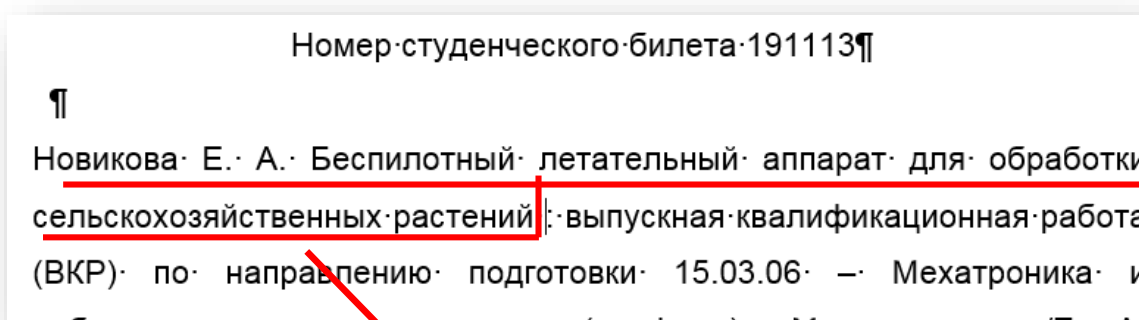 Номер·студенческого·билета·191113¶
¶
Новикова· Е.· А.· Беспилотный· летательный· аппарат· для· обработки
сельскохозяйственных·растений·:·выпускная·квалификационная·работа
(ВКР)· по· направлению· подготовки· 15.03.06· –· Мехатроника· и